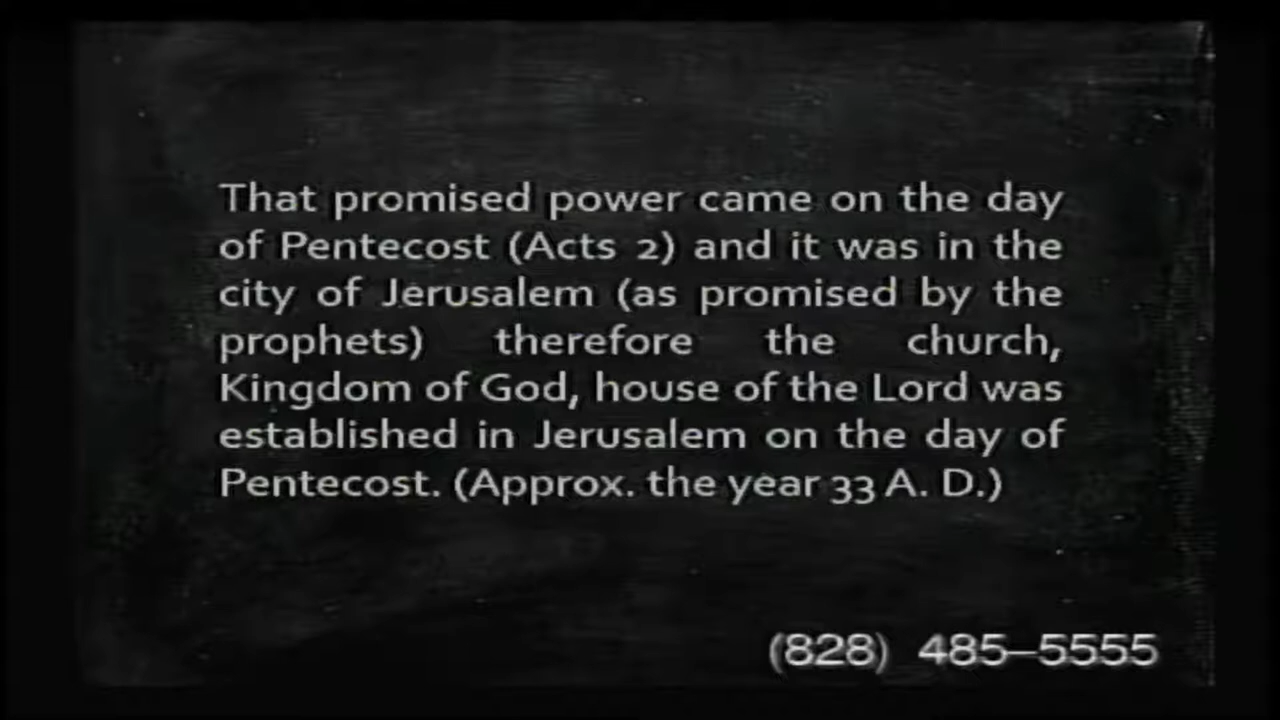 That promised power came on the day
of Pentecost (Acts 2) and it was in the
city of Jerusalem (as promised by the
prophets) therefore the church,
Kingdom of God, house of the Lord was
established in Jerusalem on the day of
Pentecost. (Approx. the year 33 A. D.)
(828) 485–5555